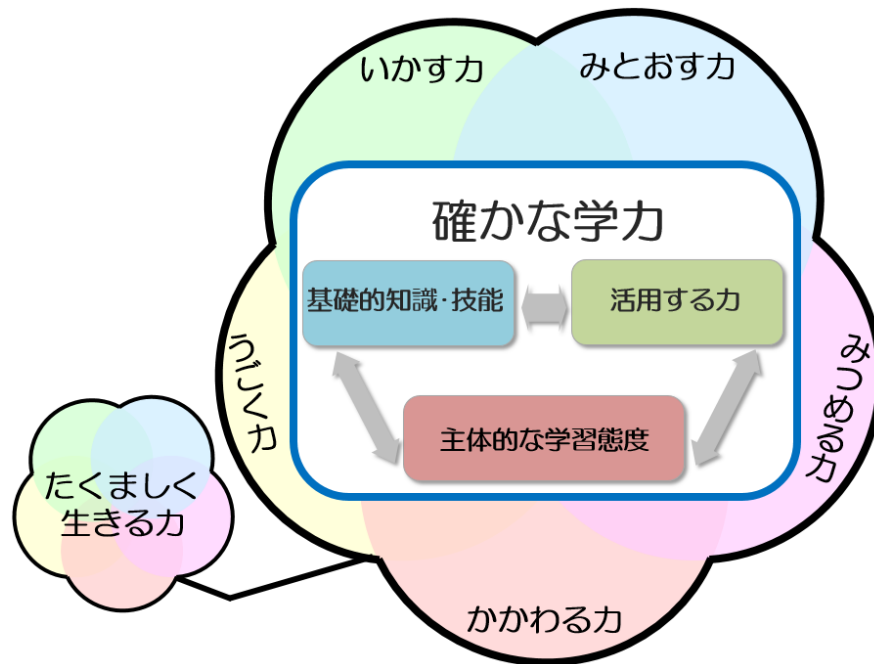 いかす力
みとおす力
確かな学力
基礎的知識・技能
活用する力
うごく力
みつめる力
主体的な学習態度
たくましく
生きる力
かかわる力